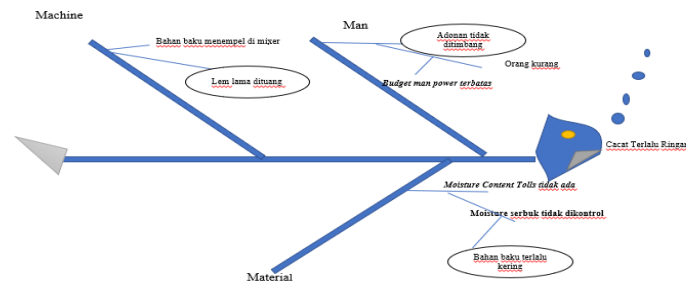 Machine
Man
Bahan baku menempel di mixer
Lem lama dituang
Adonan tidak
ditimbang
Orang kurang
Budget man power terbatas
Cacat Terlalu Ringan
Moisture Content Tolls tidak ada
Moisture serbuk tidak dikontrol
Bahan baku terlalu
kering
Material